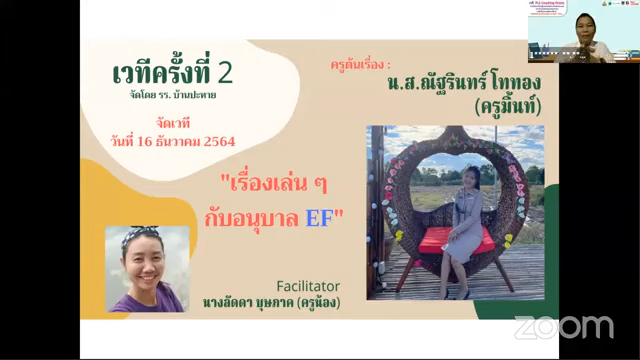 เวทีครั้งที่ 2
จัดโดย รร. บ้านปะทาย
จัดเวที
วันที่ 16 ธันวาคม 2564
ครูต้นเรื่อง :
น.ส.ณัฐรินทร์ โททอง
(ครูมิ้นท์)
"เรื่องเล่น ๆ
กับอนุบาล EF"
Facilitator
นางลัดดา บุษภาค (ครูน้อง)
zoom